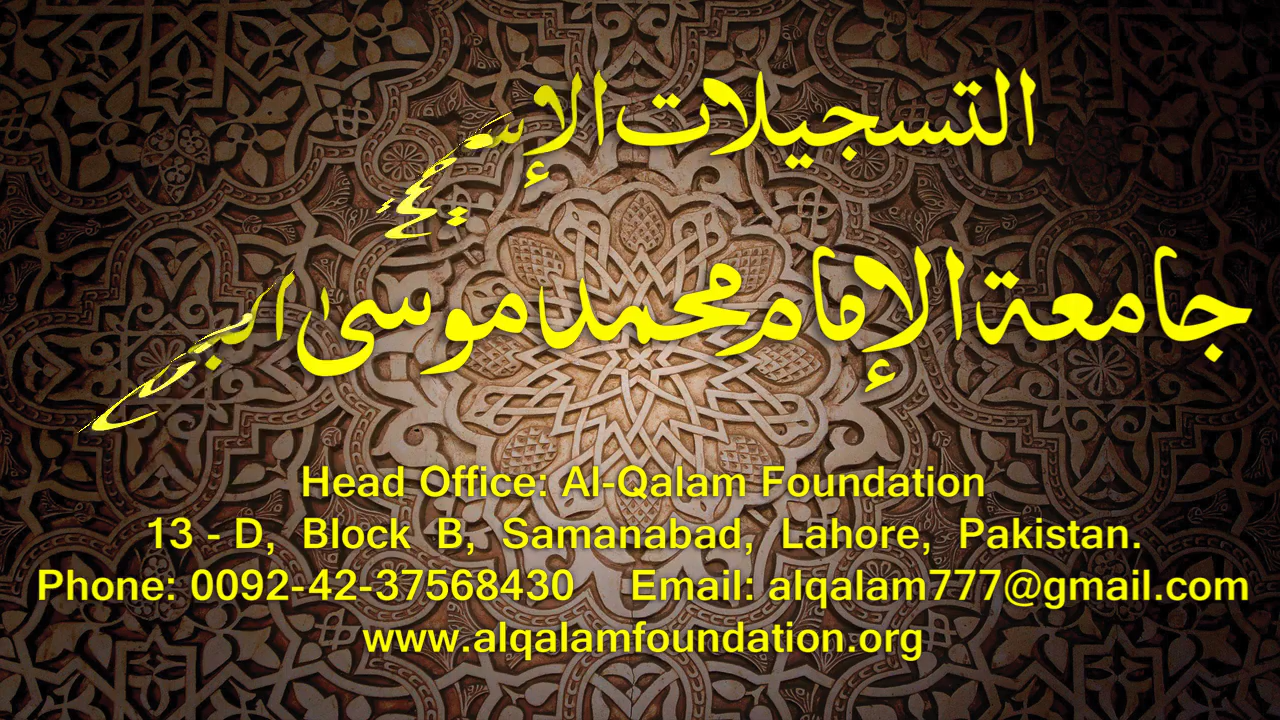 التسجيلات
جامعة الإمام محمد موسى
Head Office: Al-Qalam Foundation
13 - D, Block B, Samanabad, Lahore, Pakistan.
Phone: 0092-42-37568430 Email: alqalam777@gmail.com
www.alqalamfoundation.org